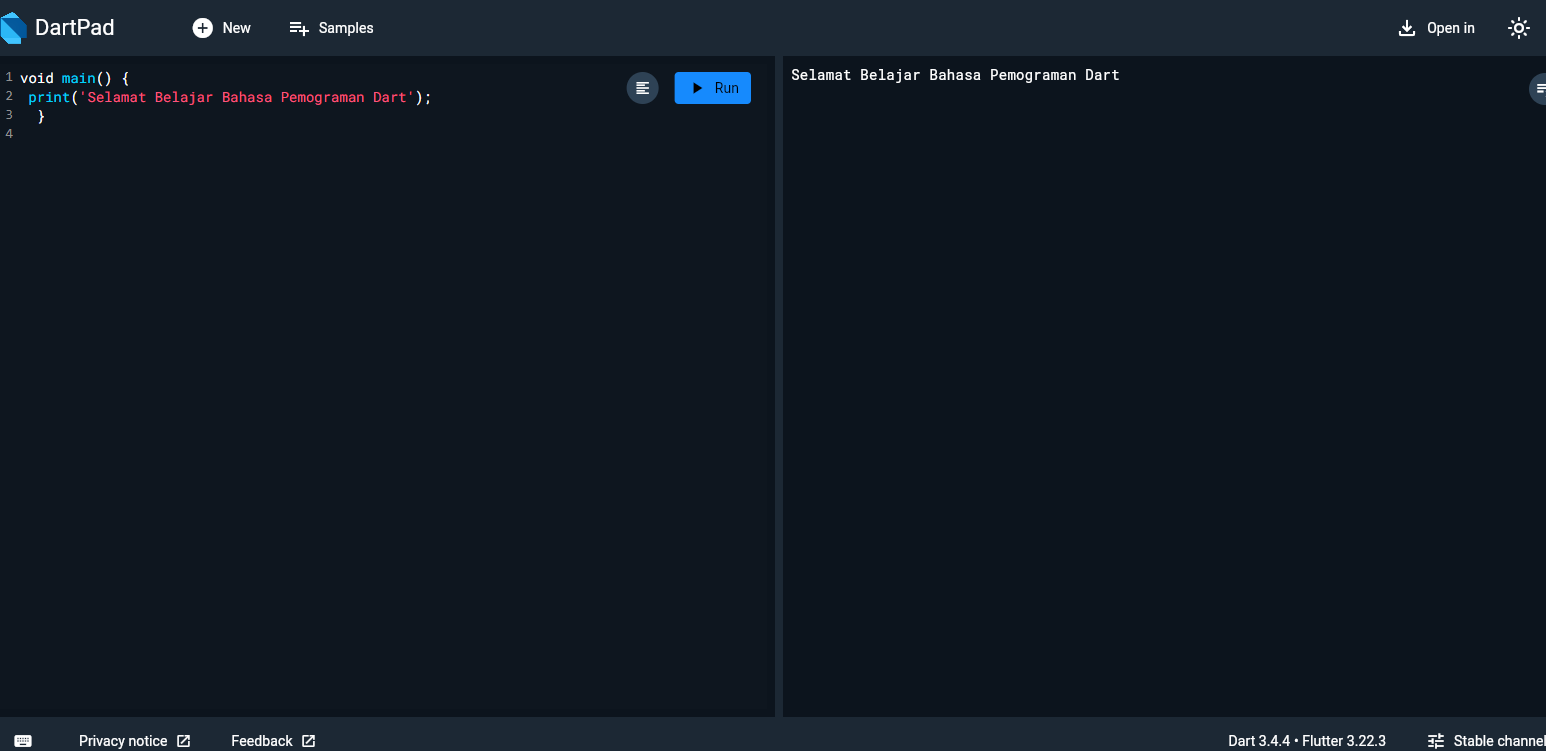 DartPad New Samples Open in
1 void main() { Run
2 print('Selamat Belajar Bahasa Pemograman Dart');
3 }
4
Selamat Belajar Bahasa Pemograman Dart
Privacy notice Feedback Dart 3.4.4 • Flutter 3.22.3 Stable channel